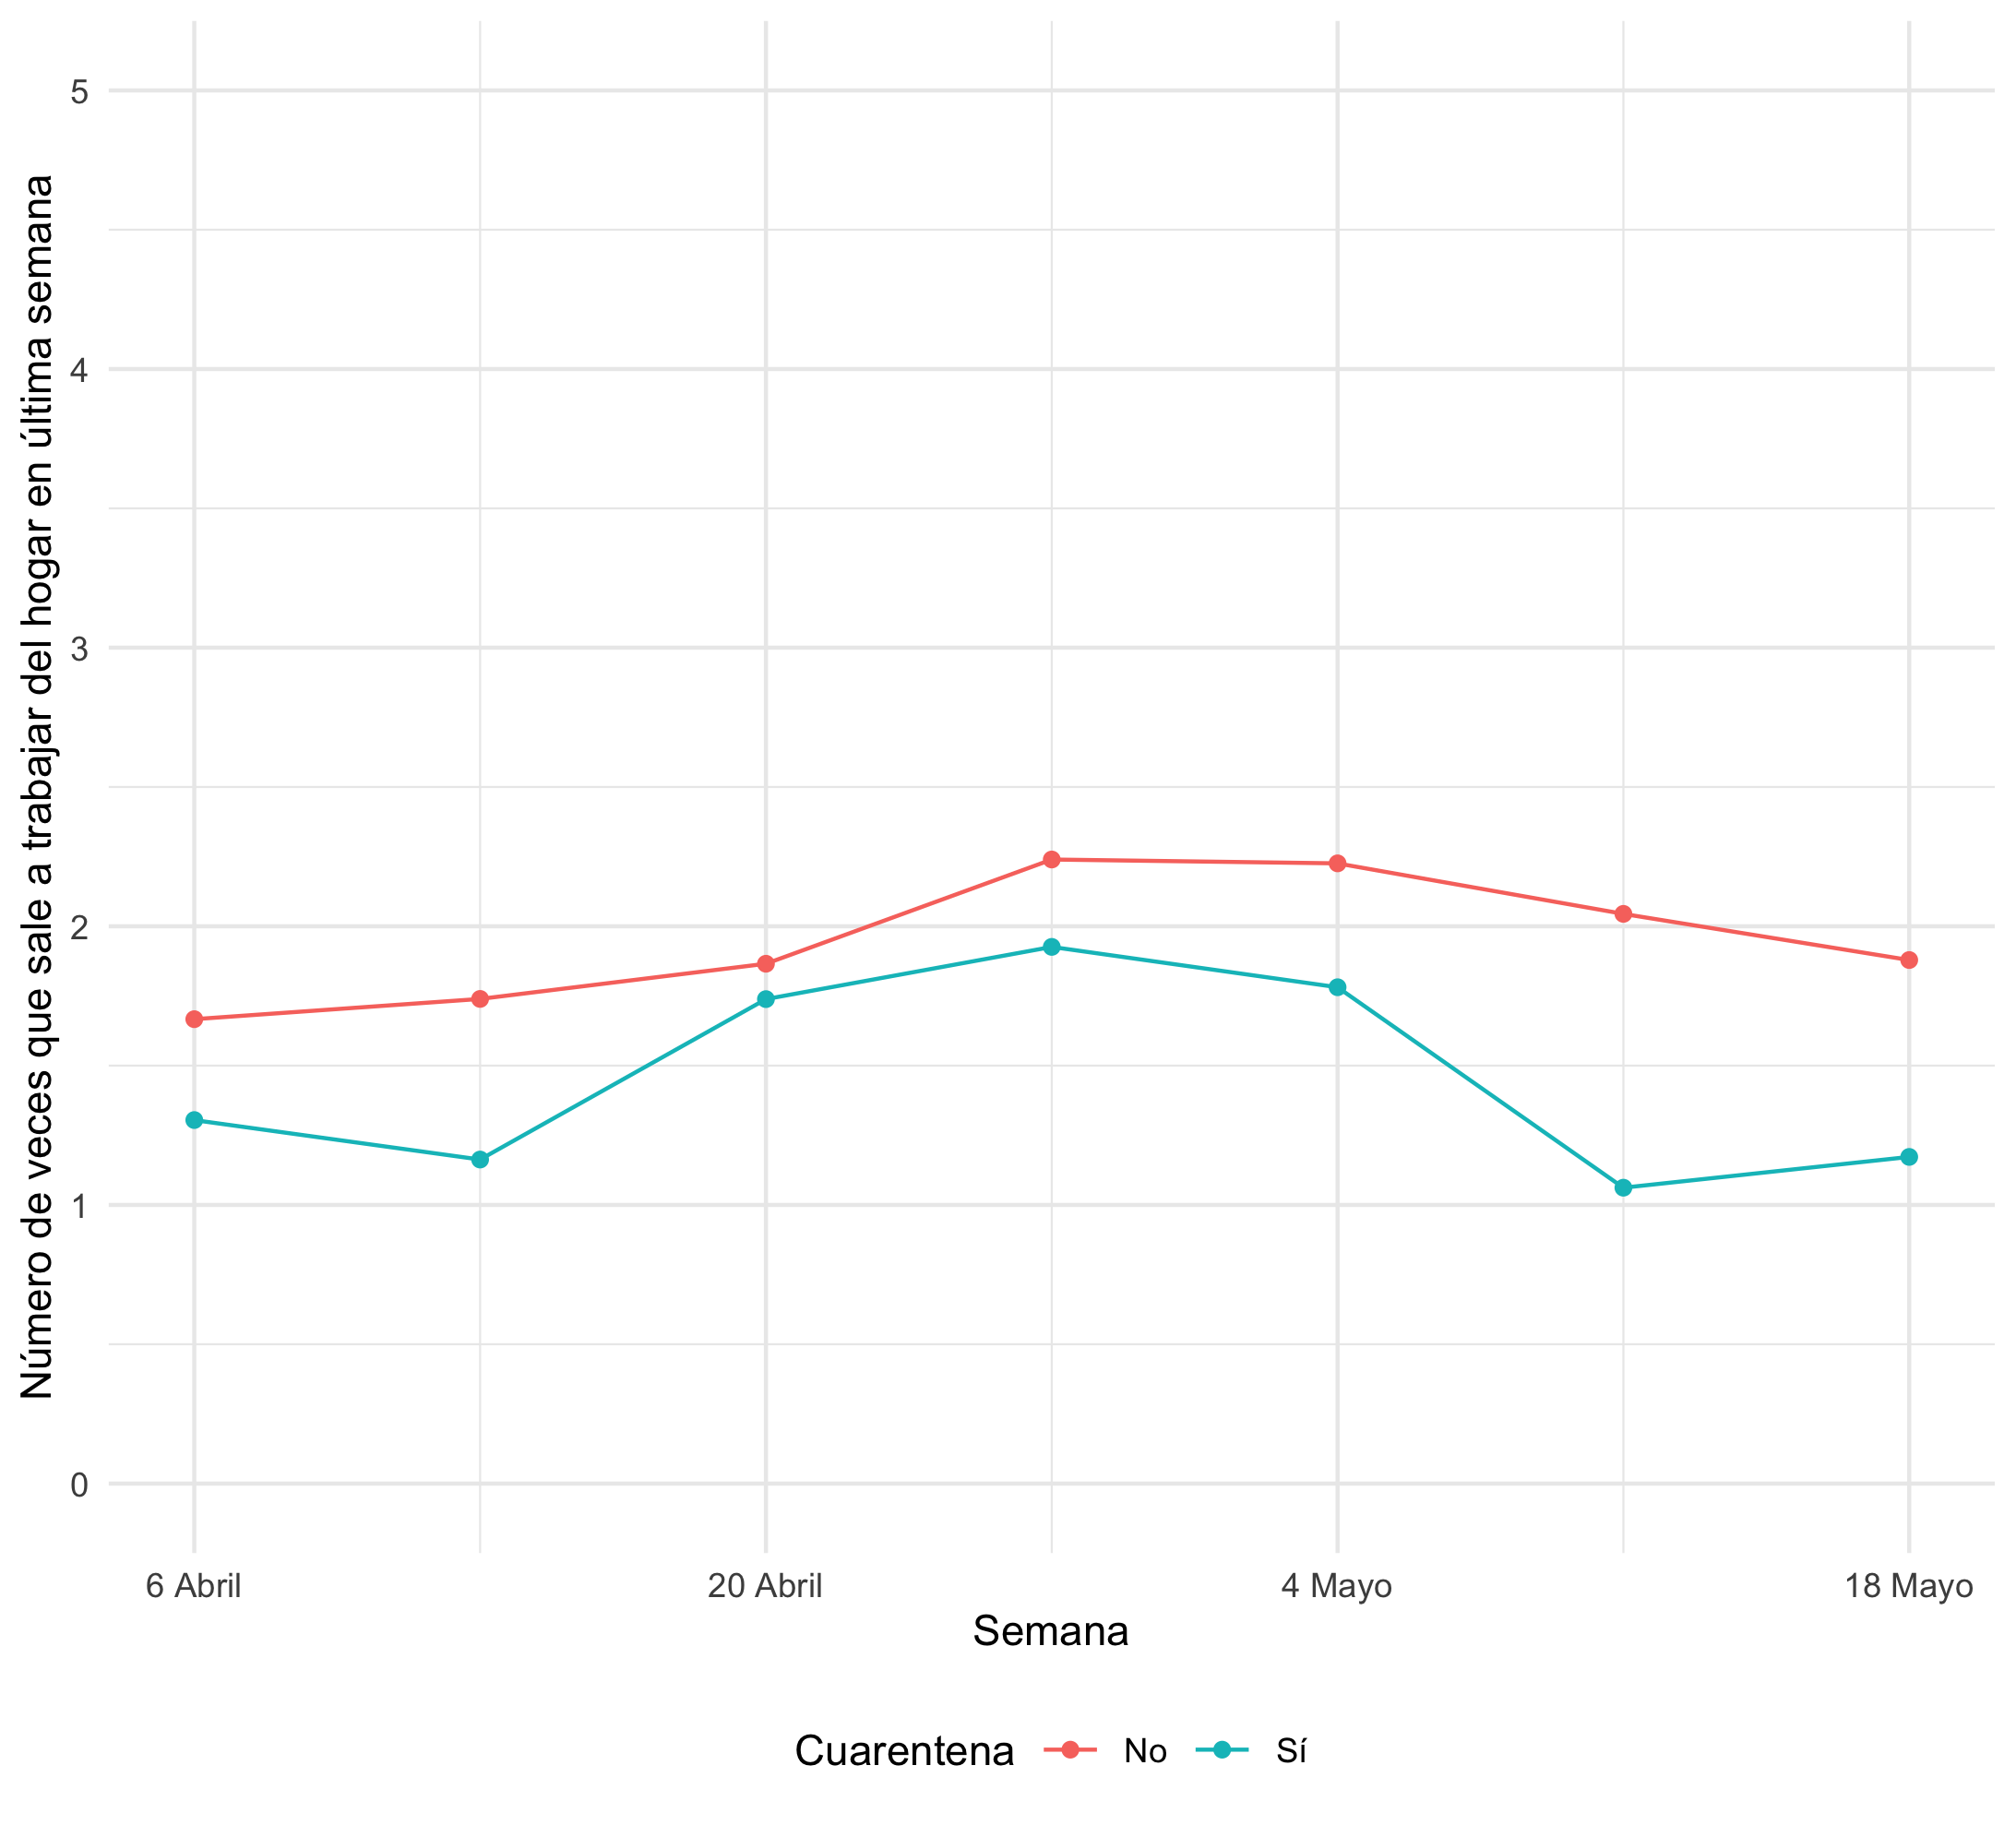 Número de veces que sale a trabajar del hogar en última semana
5
4
3
2
1
0
6 Abril
20 Abril
4 Mayo
18 Mayo
Semana
Cuarentena
No
Sí